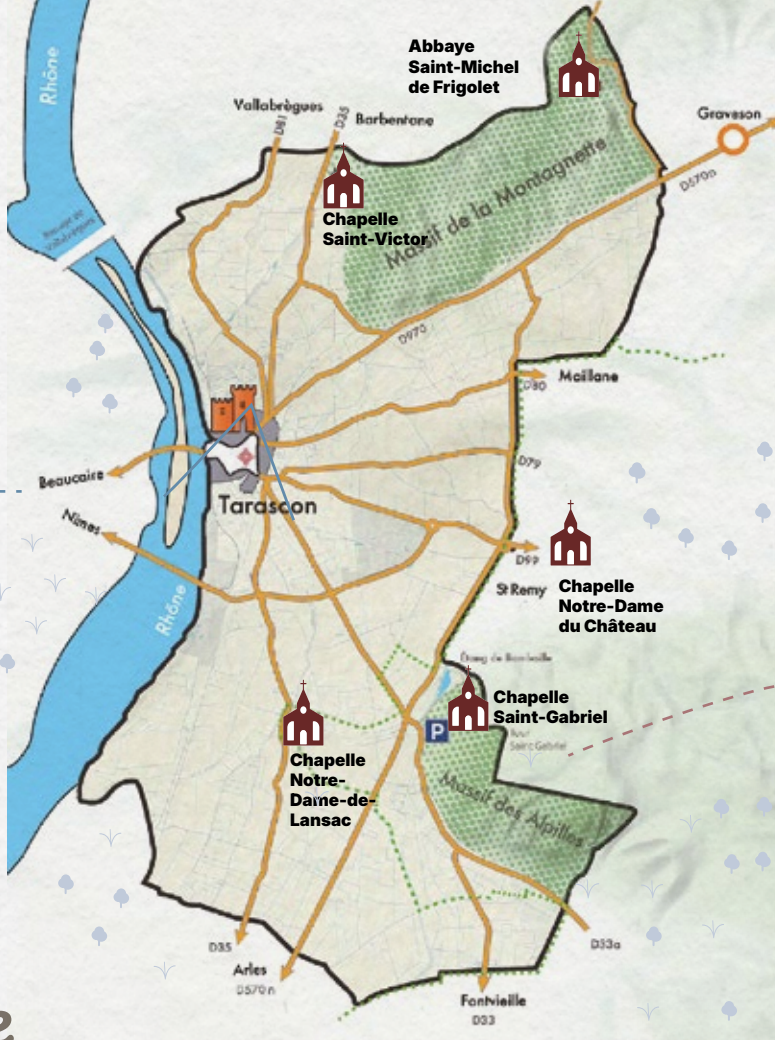 Abbaye
Saint-Michel
de Frigolet
Rhône
Vallabrègues
D81
D35
Barbentane
Graveson
D570n
Chapelle
Saint-Victor
Massif de la Montagnette
D970
D80
Maillane
Beaucaire
D79
Tarascon
Nîmes
D99
St Remy
Chapelle
Notre-Dame
du Château
Rhône
Chapelle
Saint-Gabriel
P
Saint Gabriel
Chapelle
Notre-
Dame-de-
Lansac
Massif des Alpilles
D35
Arles
D570n
D33a
Fontvieille
D33
e